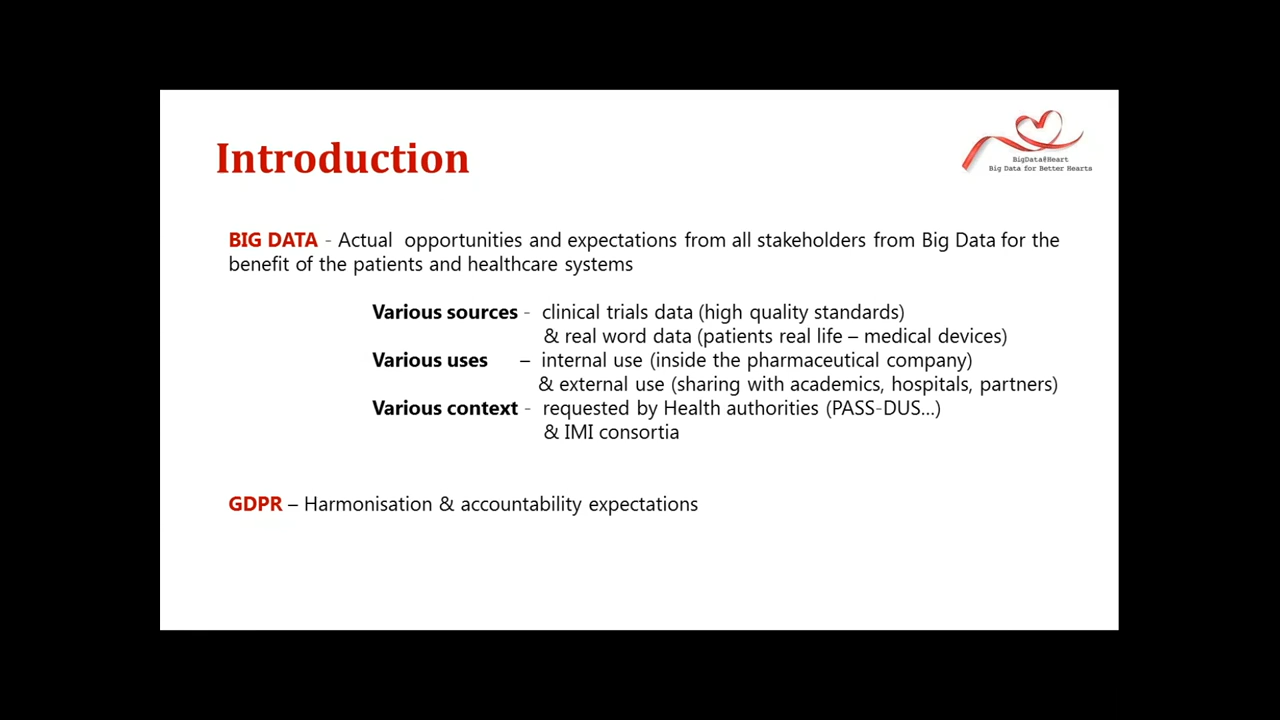 Introduction
BigData@Heart
Big Data for Better Hearts
BIG DATA - Actual opportunities and expectations from all stakeholders from Big Data for the
benefit of the patients and healthcare systems
Various sources - clinical trials data (high quality standards)
& real word data (patients real life – medical devices)
Various uses – internal use (inside the pharmaceutical company)
& external use (sharing with academics, hospitals, partners)
Various context - requested by Health authorities (PASS-DUS…)
& IMI consortia
GDPR – Harmonisation & accountability expectations